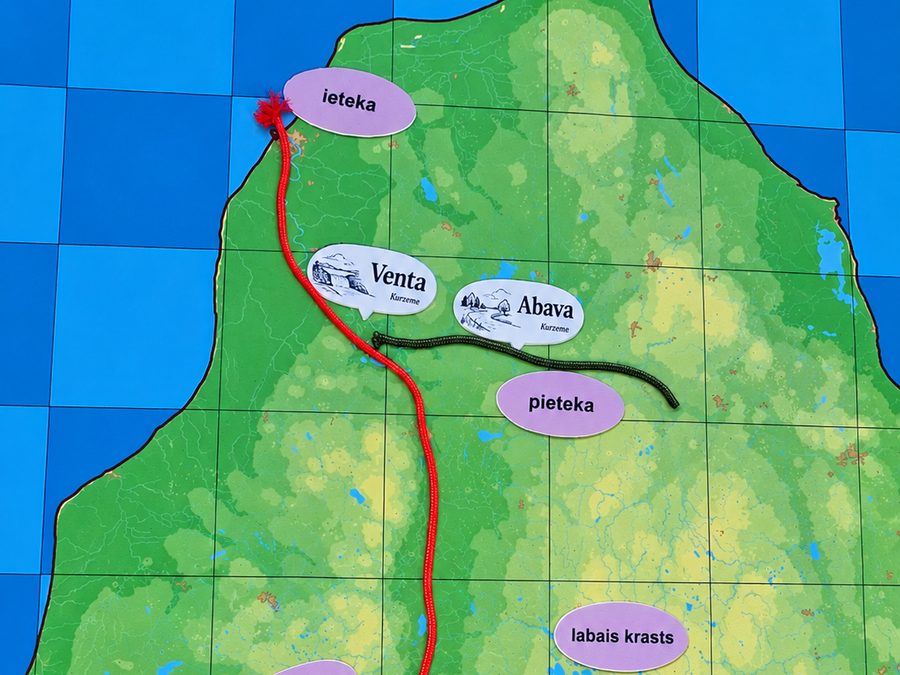 ieteka
Venta
Kurzeme
Abava
Kurzeme
pieteka
labais krasts